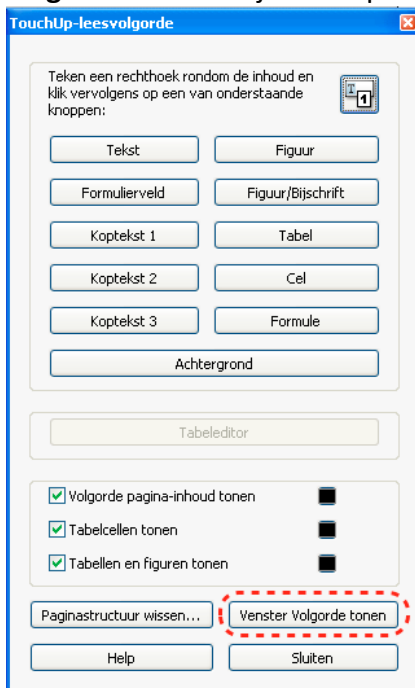 TouchUp-leesvolgorde
Teken een rechthoek rondom de inhoud en
klik vervolgens op een van onderstaande
knoppen:
Tekst
Figuur
Formulierveld
Figuur/Bijschrift
Koptekst 1
Tabel
Koptekst 2
Cel
Koptekst 3
Formule
Achtergrond
Tabeleditor
Volgorde pagina-inhoud tonen
Tabelcellen tonen
Tabellen en figuren tonen
Paginastructuur wissen...
Venster Volgorde tonen
Help
Sluiten